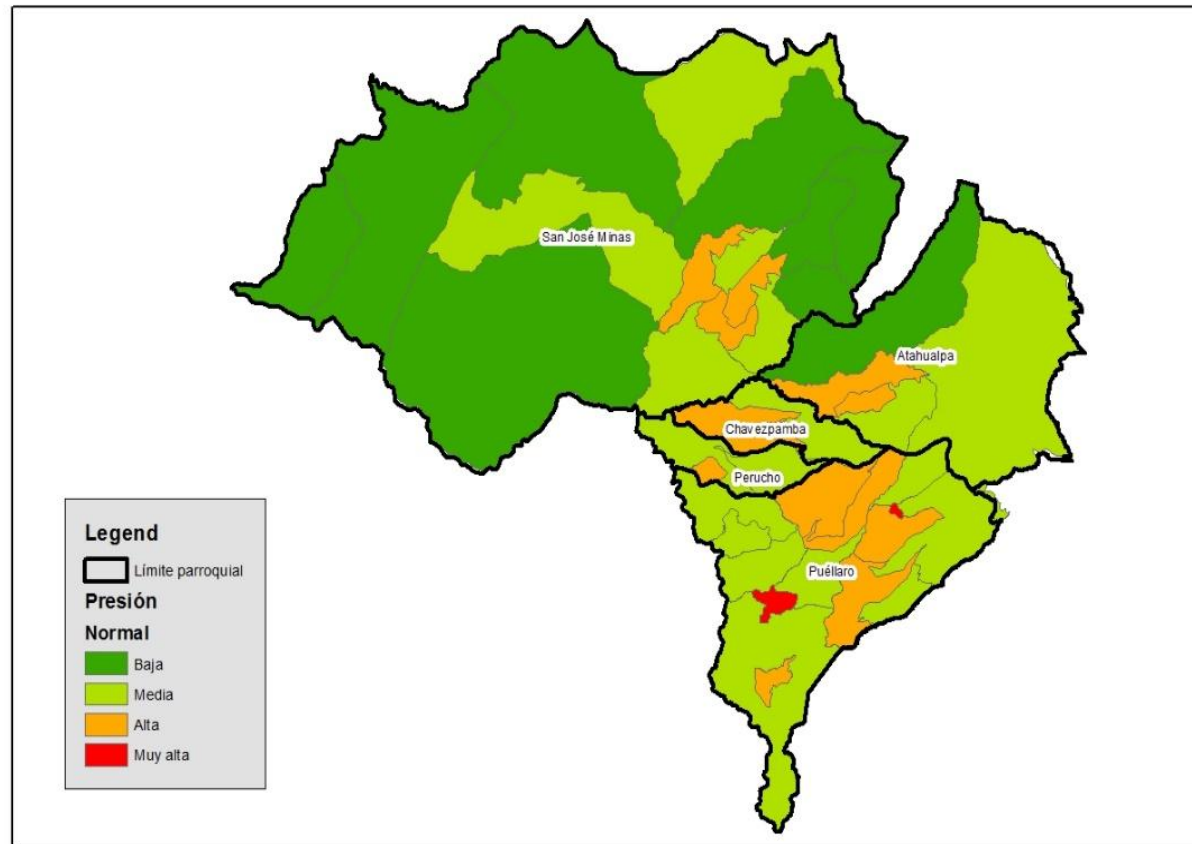 San José Minas
Atahualpa
Chavezpamba
Perucho
Puéllaro
Legend
Límite parroquial
Presión
Normal
Baja
Media
Alta
Muy alta